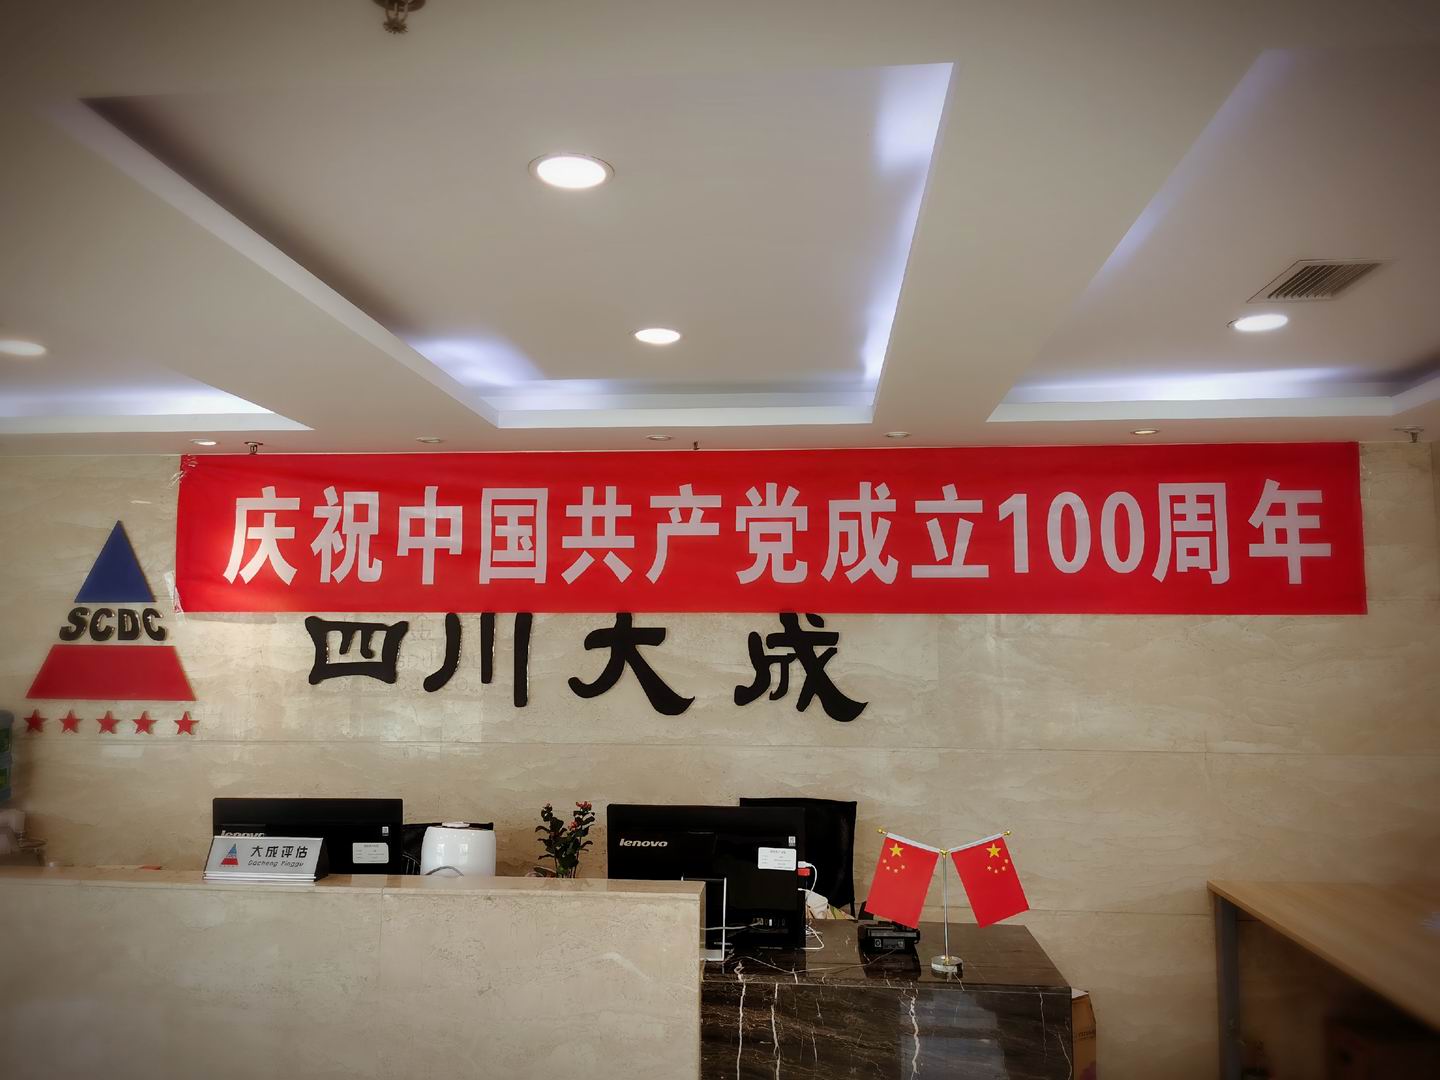 庆祝中国共产党成立100周年
SCDC
四川大成
lenovo
大成评估
Dacheng Pinggu
lenovo